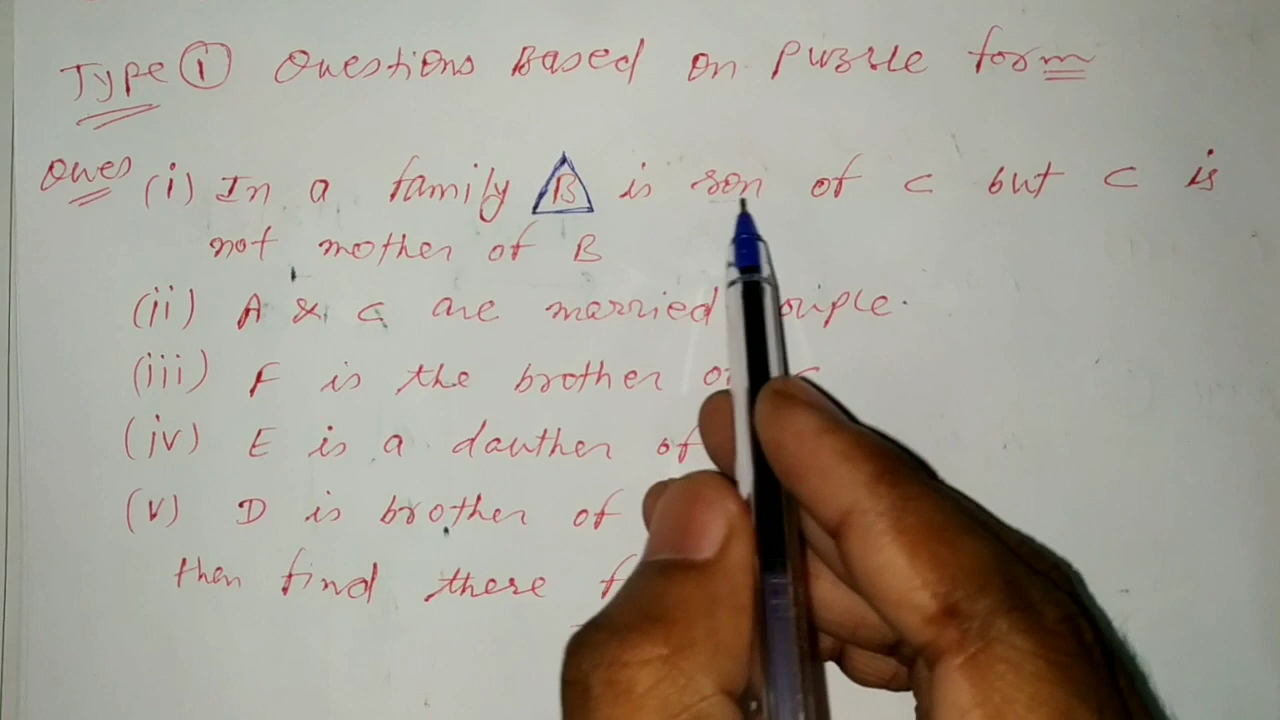 Type ① Questions Based on Puzzle form
Ques (i) In a family B is son of C but C is
not mother of B
(ii) A & C are married
(iii) F is the brother
(iv) E is a dauther of
(v) D is brother of
then find there